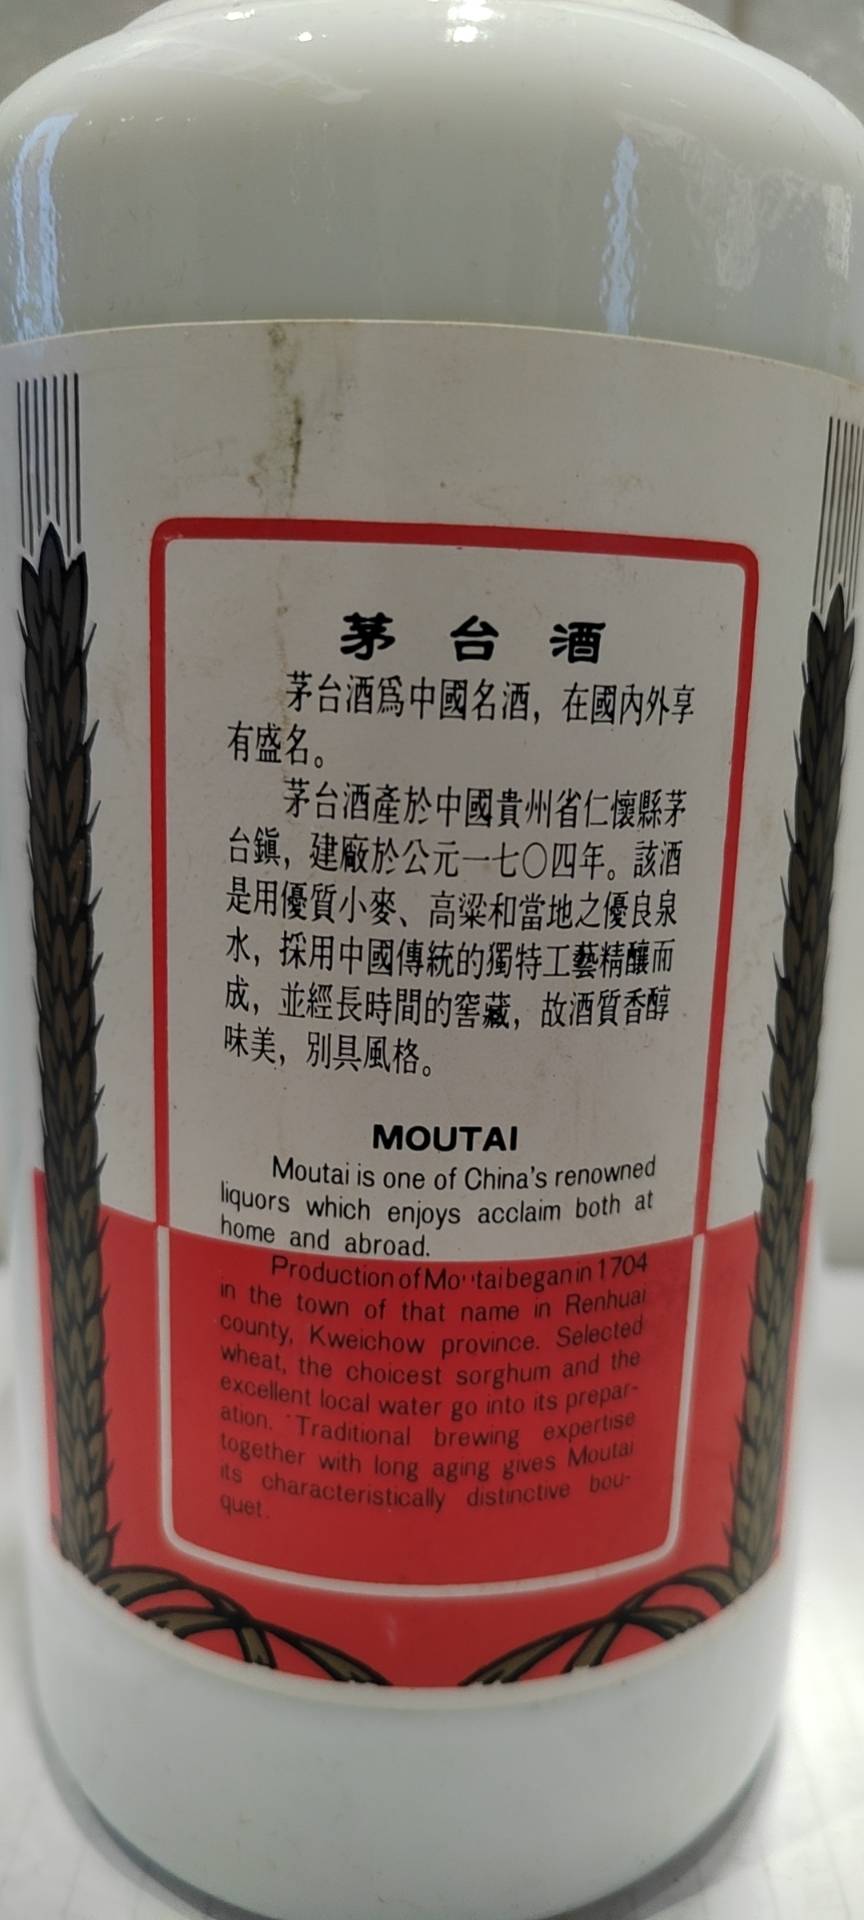 茅台酒
茅台酒爲中國名酒，在國內外享
有盛名。
茅台酒產於中國貴州省仁懷縣茅
台鎮，建廠於公元一七〇四年。該酒
是用優質小麥、高粱和當地之優良泉
水，採用中國傳統的獨特工藝精釀而
成，並經長時間的窖藏，故酒質香醇
味美，別具風格。
MOUTAI
Moutai is one of China's renowned
liquors which enjoys acclaim both at
home and abroad.
Production of Moutai began in 1704
in the town of that name in Renhuai
county, Kweichow province. Selected
wheat, the choicest sorghum and the
excellent local water go into its prepar-
ation. Traditional brewing expertise
together with long aging gives Moutai
its characteristically distinctive bou-
quet.